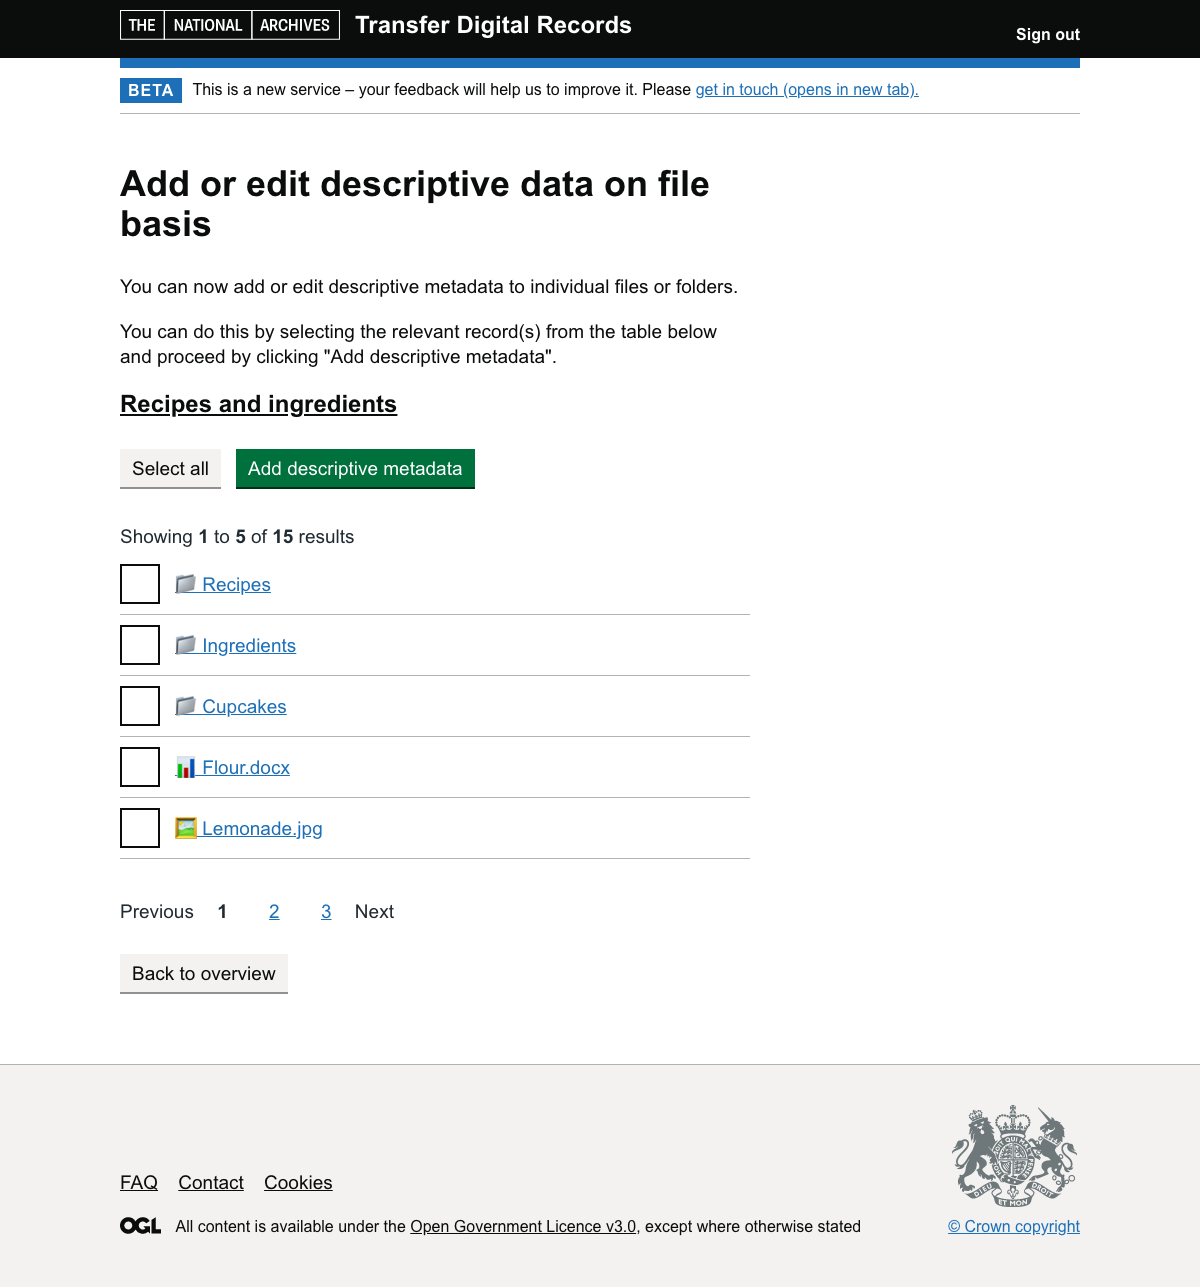 THE NATIONAL ARCHIVES Transfer Digital Records
Sign out
BETA This is a new service – your feedback will help us to improve it. Please get in touch (opens in new tab).
Add or edit descriptive data on file
basis
You can now add or edit descriptive metadata to individual files or folders.
You can do this by selecting the relevant record(s) from the table below
and proceed by clicking "Add descriptive metadata".
Recipes and ingredients
Select all Add descriptive metadata
Showing 1 to 5 of 15 results
Recipes
Ingredients
Cupcakes
Flour.docx
Lemonade.jpg
Previous 1 2 3 Next
Back to overview
DIEU ET MON DROIT
FAQ Contact Cookies
OGL All content is available under the Open Government Licence v3.0, except where otherwise stated
© Crown copyright